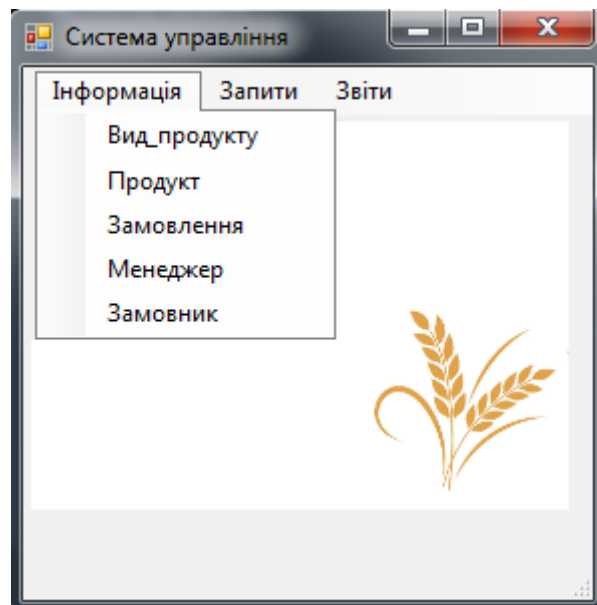 Система управління
Інформація Запити Звіти
Вид_продукту
Продукт
Замовлення
Менеджер
Замовник